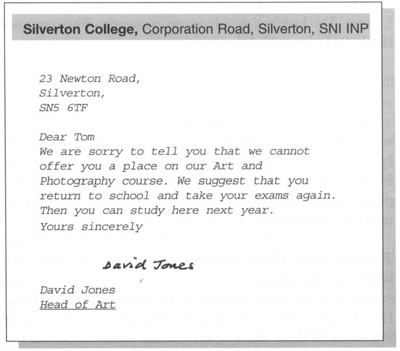 Silverton College, Corporation Road, Silverton, SNI INP
23 Newton Road,
Silverton,
SN5 6TF
Dear Tom
We are sorry to tell you that we cannot
offer you a place on our Art and
Photography course. We suggest that you
return to school and take your exams again.
Then you can study here next year.
Yours sincerely
David Jones
David Jones
Head of Art